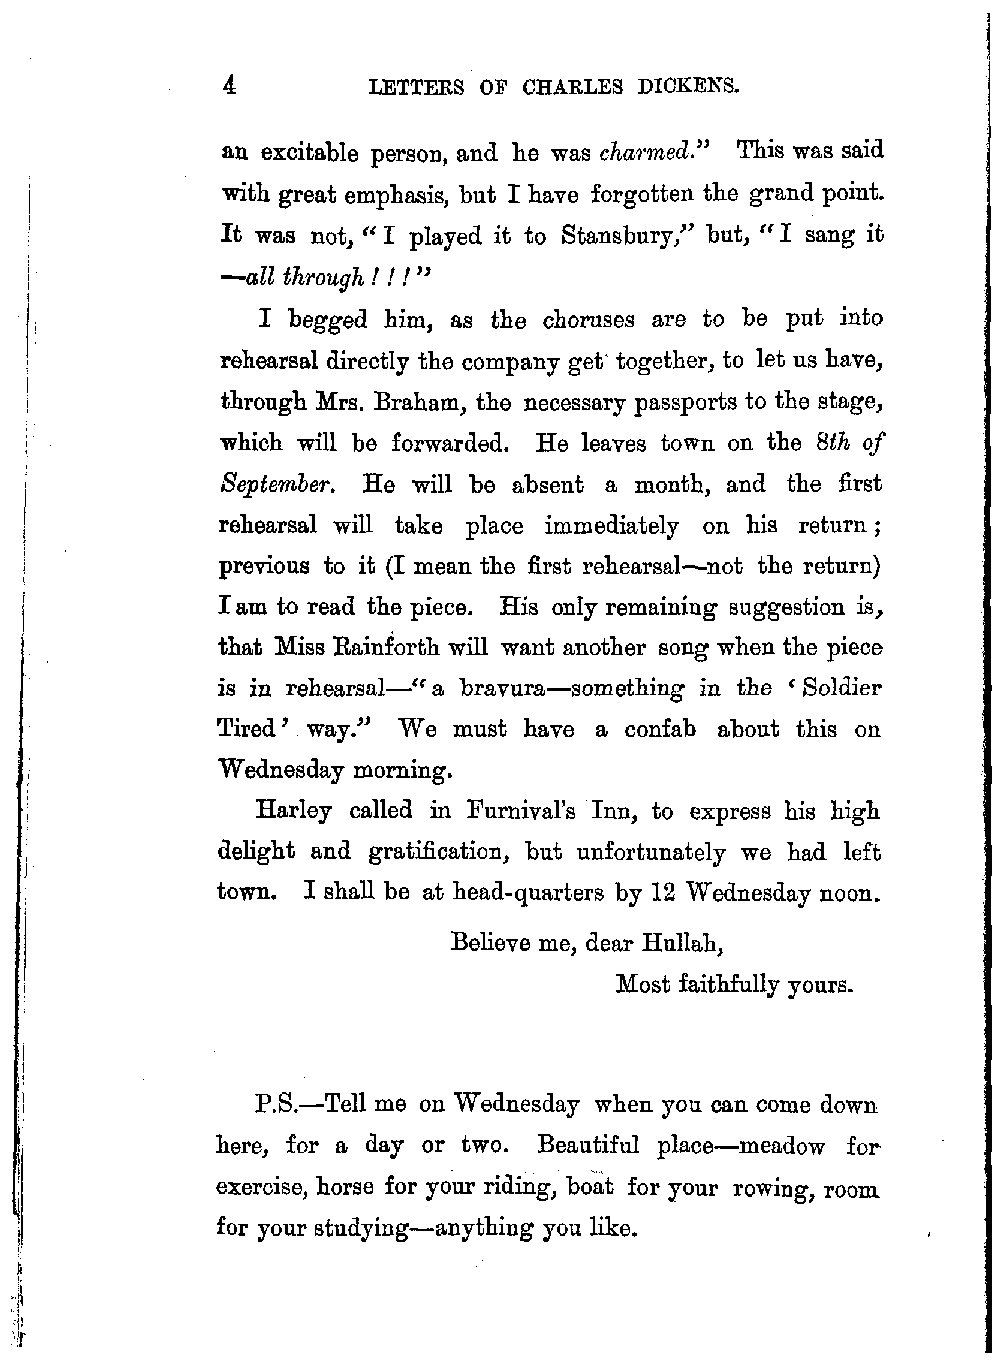 4 LETTERS OF CHARLES DICKENS.
an excitable person, and he was charmed.” This was said
with great emphasis, but I have forgotten the grand point.
It was not, “I played it to Stansbury,” but, “I sang it
—all through! ! !”
I begged him, as the choruses are to be put into
rehearsal directly the company get together, to let us have,
through Mrs. Braham, the necessary passports to the stage,
which will be forwarded. He leaves town on the 8th of
September. He will be absent a month, and the first
rehearsal will take place immediately on his return;
previous to it (I mean the first rehearsal—not the return)
I am to read the piece. His only remaining suggestion is,
that Miss Rainforth will want another song when the piece
is in rehearsal—“a bravura—something in the ‘Soldier
Tired’ way.” We must have a confab about this on
Wednesday morning.
Harley called in Furnival’s Inn, to express his high
delight and gratification, but unfortunately we had left
town. I shall be at head-quarters by 12 Wednesday noon.
Believe me, dear Hullah,
Most faithfully yours.
P.S.—Tell me on Wednesday when you can come down
here, for a day or two. Beautiful place—meadow for
exercise, horse for your riding, boat for your rowing, room
for your studying—anything you like.